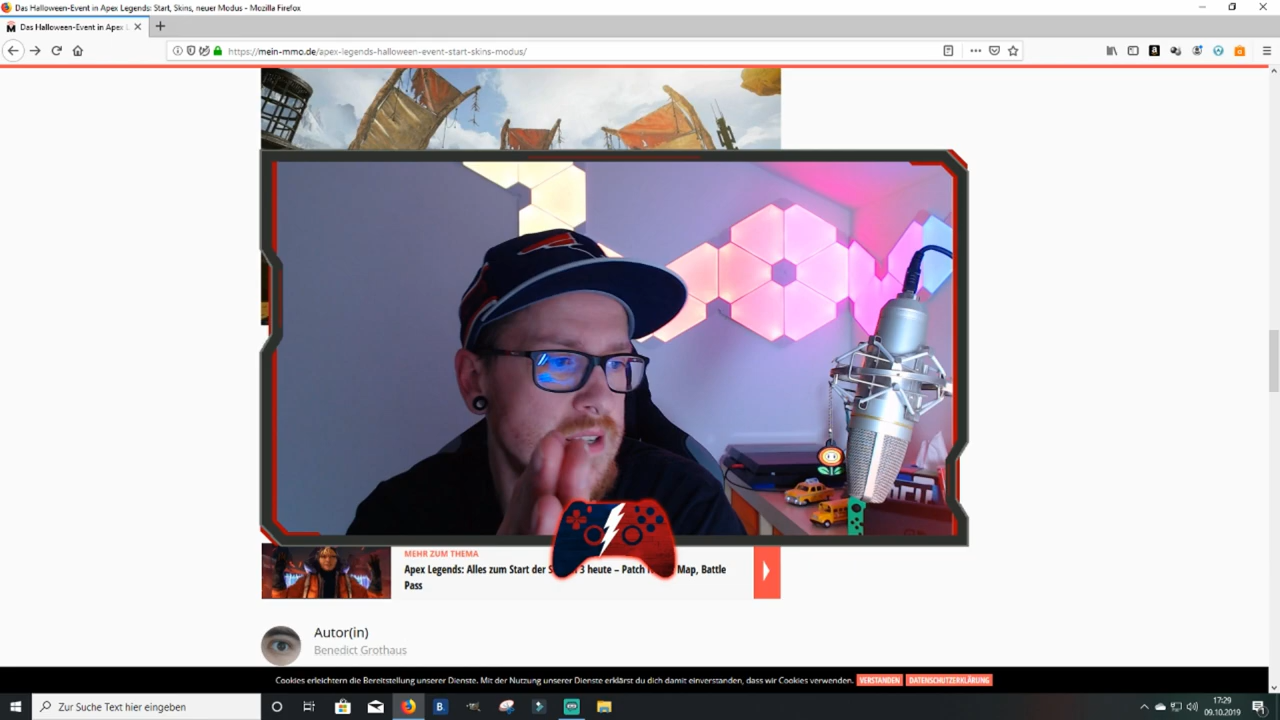 Das Halloween-Event in Apex Legends: Start, Skins, neuer Modus - Mozilla Firefox
Das Halloween-Event in Apex L
https://mein-mmo.de/apex-legends-halloween-event-start-skins-modus/
MEHR ZUM THEMA
Apex Legends: Alles zum Start der 3 heute – Patch Map, Battle
Pass
Autor(in)
Benedict Grothaus
Cookies erleichtern die Bereitstellung unserer Dienste. Mit der Nutzung unserer Dienste erklärst du dich damit einverstanden, dass wir Cookies verwenden. VERSTANDEN DATENSCHUTZERKLÄRUNG
Zur Suche Text hier eingeben
17:29
09.10.2019